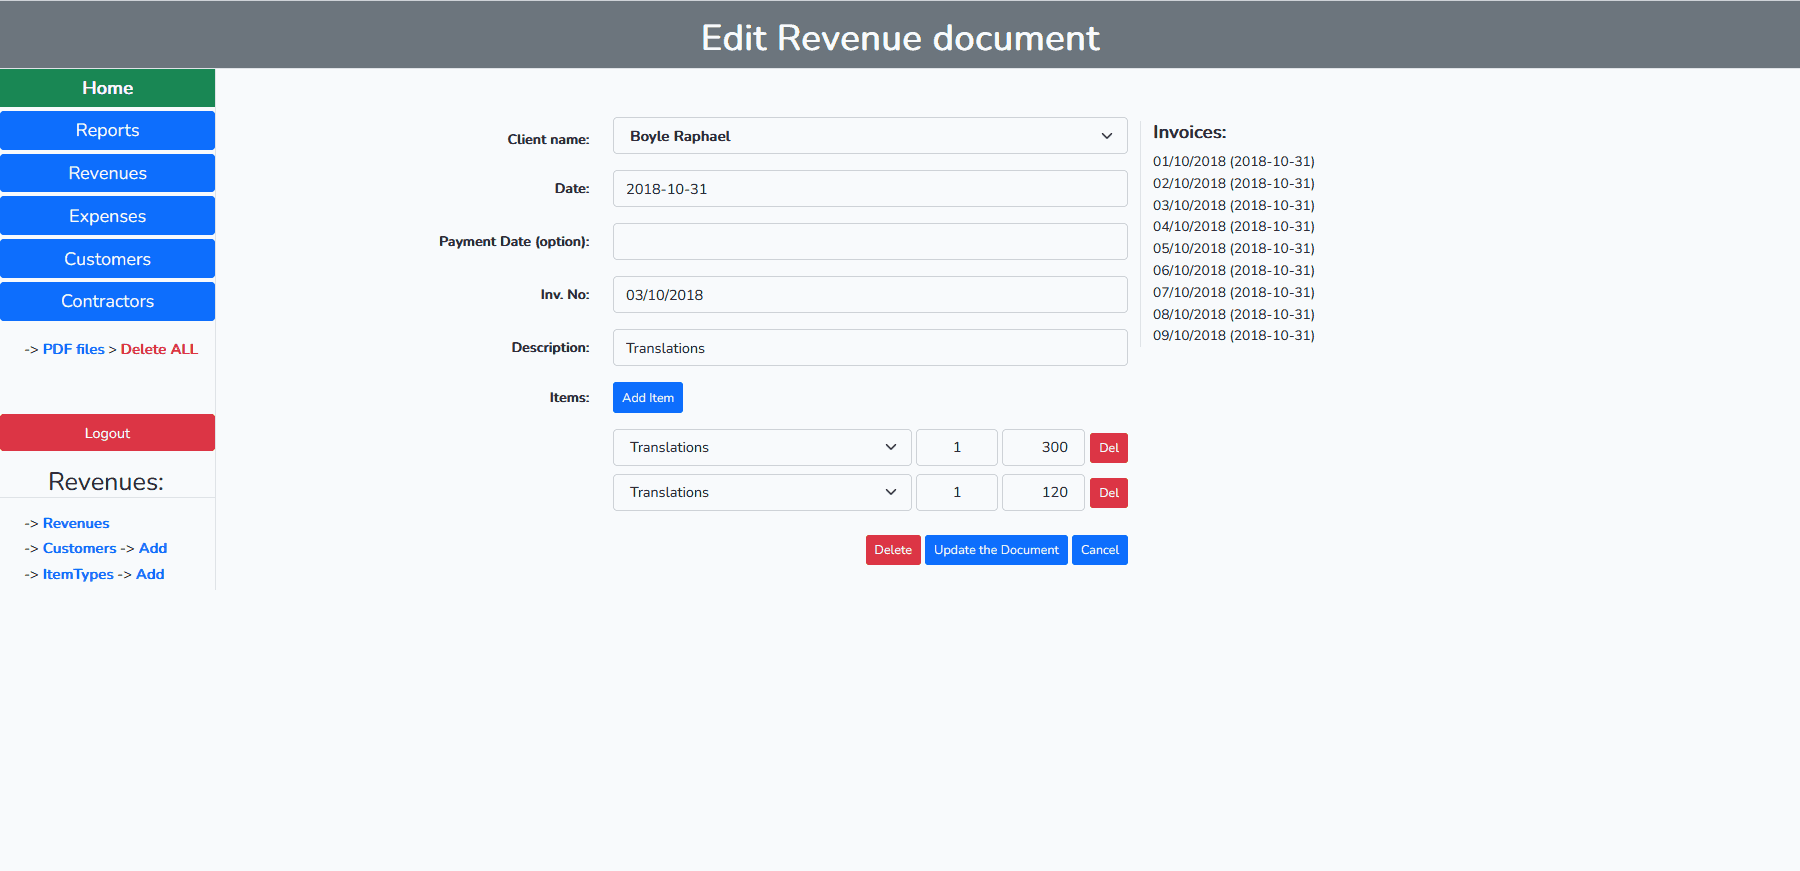 Edit Revenue document
Home
Reports
Revenues
Expenses
Customers
Contractors
-> PDF files > Delete ALL
Logout
Revenues:
-> Revenues
-> Customers -> Add
-> ItemTypes -> Add
Client name: Boyle Raphael
Date: 2018-10-31
Payment Date (option):
Inv. No: 03/10/2018
Description: Translations
Items: Add Item
Translations 1 300 Del
Translations 1 120 Del
Delete Update the Document Cancel
Invoices:
01/10/2018 (2018-10-31)
02/10/2018 (2018-10-31)
03/10/2018 (2018-10-31)
04/10/2018 (2018-10-31)
05/10/2018 (2018-10-31)
06/10/2018 (2018-10-31)
07/10/2018 (2018-10-31)
08/10/2018 (2018-10-31)
09/10/2018 (2018-10-31)